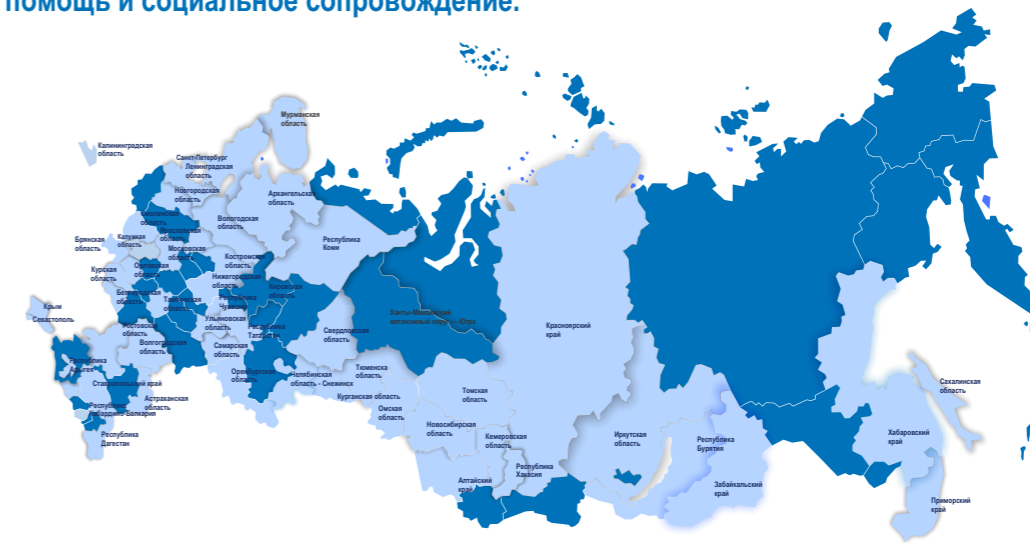 помощь и социальное сопровождение.
Мурманская
область
Калининградская
область
Санкт-Петербург
Ленинградская
область
Новгородская
область
Архангельская
область
Смоленская
область
Вологодская
область
Ярославская
область
Брянская
область
Калужская
область
Московская
область
Республика
Коми
Костромская
область
Курская
область
Орловская
область
Нижегородская
область
Кировская
область
Белгородская
область
Тамбовская
область
Республика
Чувашия
Крым
Севастополь
Ульяновская
область
Ханты-Мансийский
автономный округ — Югра
Ростовская
область
Республика
Татарстан
Свердловская
область
Красноярский
край
Волгоградская
область
Самарская
область
Республика
Адыгея
Оренбургская
область
Челябинская
область - Снежинск
Тюменска
область
Ставропольский край
Курганская область
Томская
область
Сахалинская
область
Астраханская
область
Республика
Кабардино-Балкария
Омская
область
Новосибирская
область
Республика
Дагестан
Кемеровская
область
Иркутская
область
Республика
Бурятия
Хабаровский
край
Республика
Хакасия
Алтайский
край
Забайкальский
край
Приморский
край